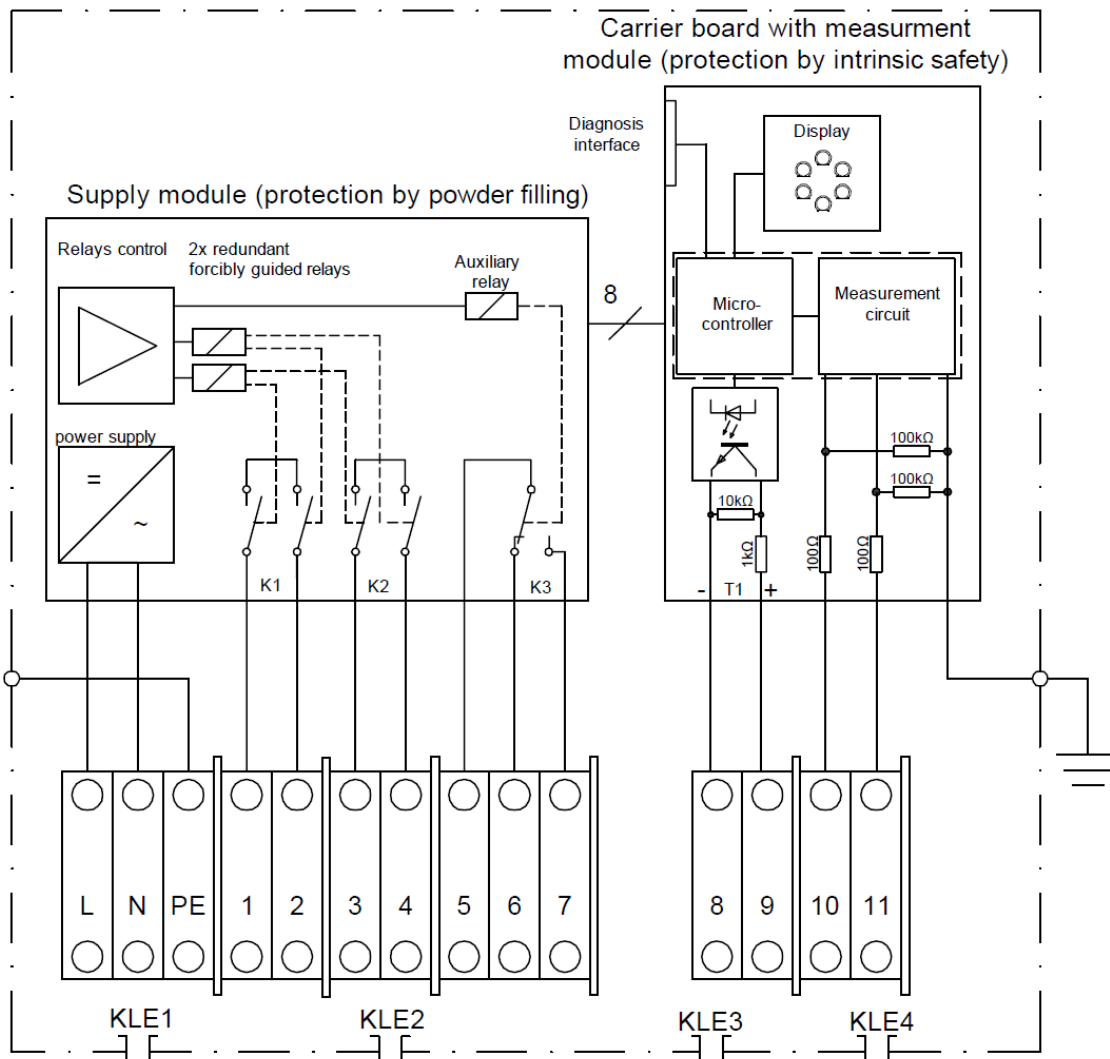 Carrier board with measurment
module (protection by intrinsic safety)
Diagnosis
interface
Display
Supply module (protection by powder filling)
Relays control
2x redundant
forcibly guided relays
Auxiliary
relay
8
Micro-
controller
Measurement
circuit
power supply
=
~
100kΩ
100kΩ
10kΩ
1kΩ
100Ω
100Ω
K1
K2
K3
- T1 +
L N PE 1 2 3 4 5 6 7 8 9 10 11
KLE1 KLE2 KLE3 KLE4